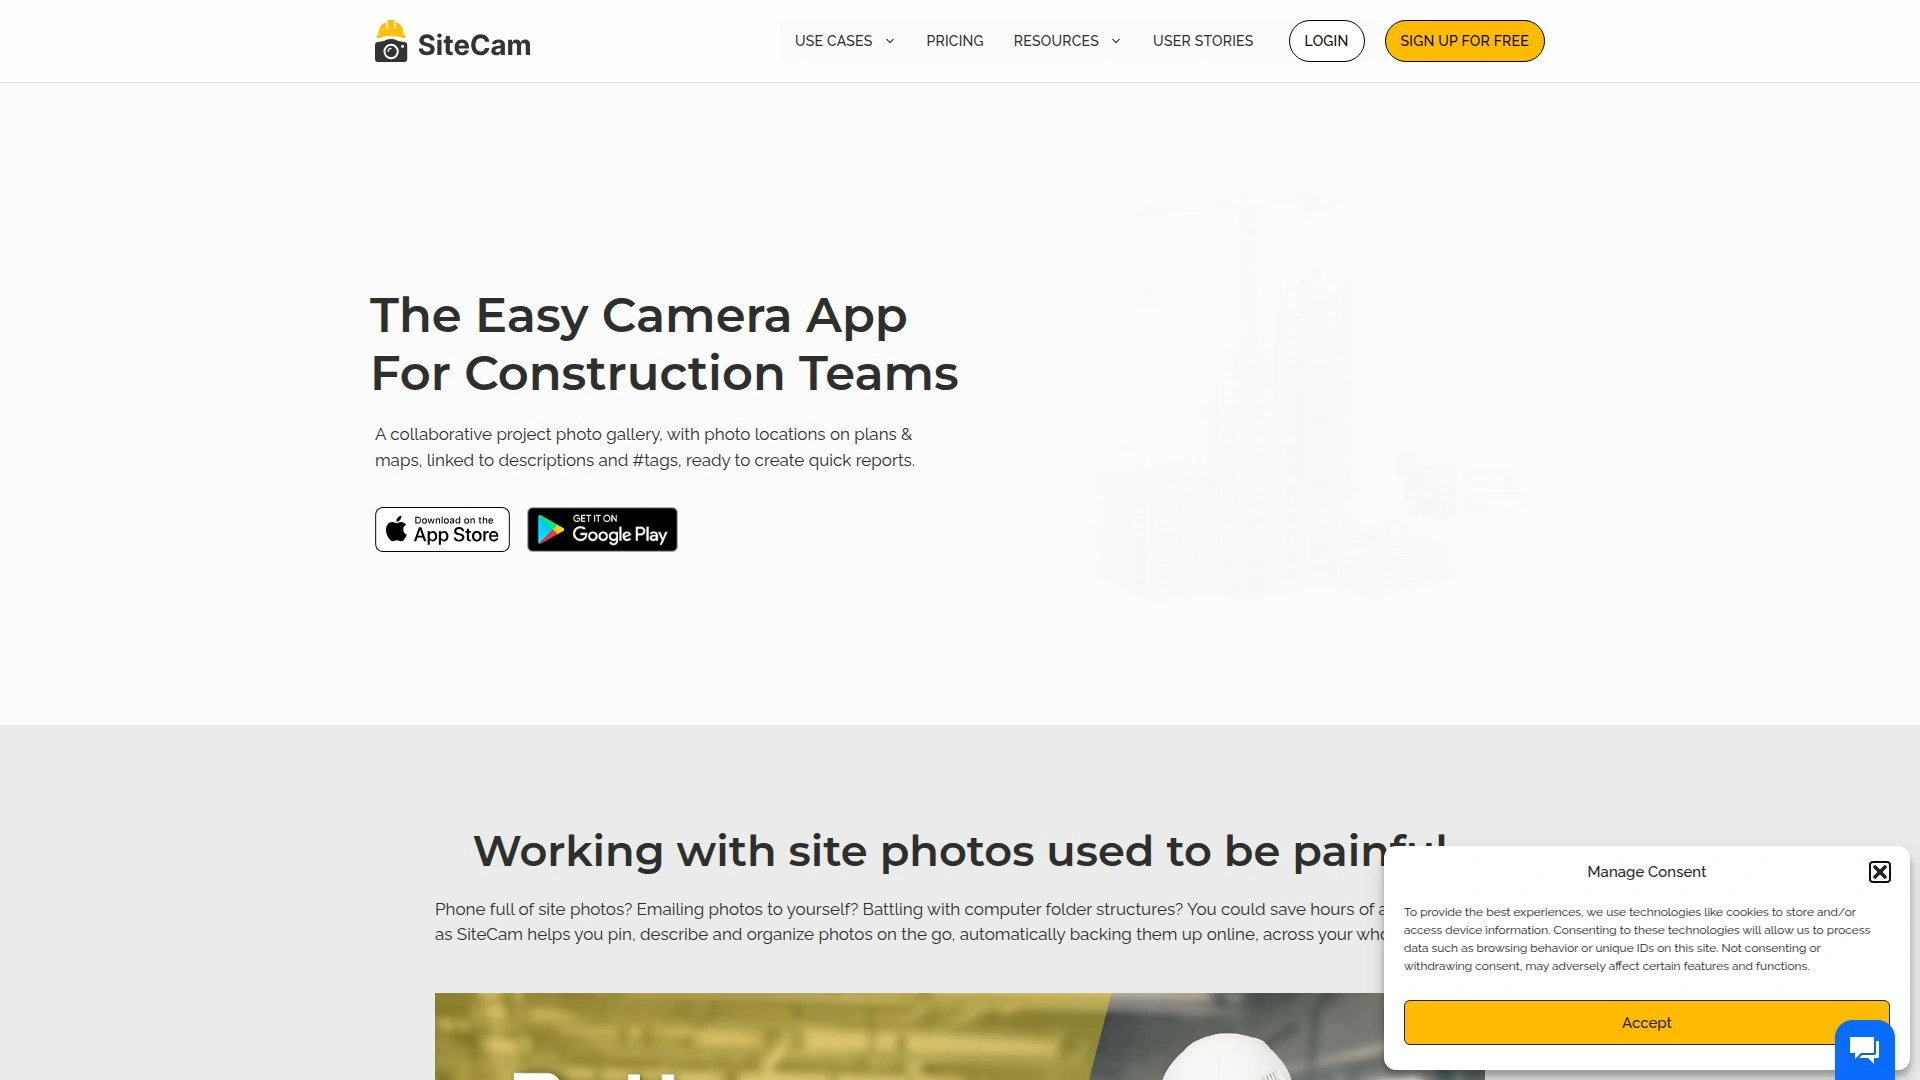 SiteCam
USE CASES
PRICING
RESOURCES
USER STORIES
LOGIN
SIGN UP FOR FREE
The Easy Camera App
For Construction Teams
A collaborative project photo gallery, with photo locations on plans &
maps, linked to descriptions and #tags, ready to create quick reports.
Download on the
App Store
GET IT ON
Google Play
Working with site photos used to be painful
Phone full of site photos? Emailing photos to yourself? Battling with computer folder structures? You could save hours of
as SiteCam helps you pin, describe and organize photos on the go, automatically backing them up online, across your
Manage Consent
To provide the best experiences, we use technologies like cookies to store and/or
access device information. Consenting to these technologies will allow us to process
data such as browsing behavior or unique IDs on this site. Not consenting or
withdrawing consent, may adversely affect certain features and functions.
Accept